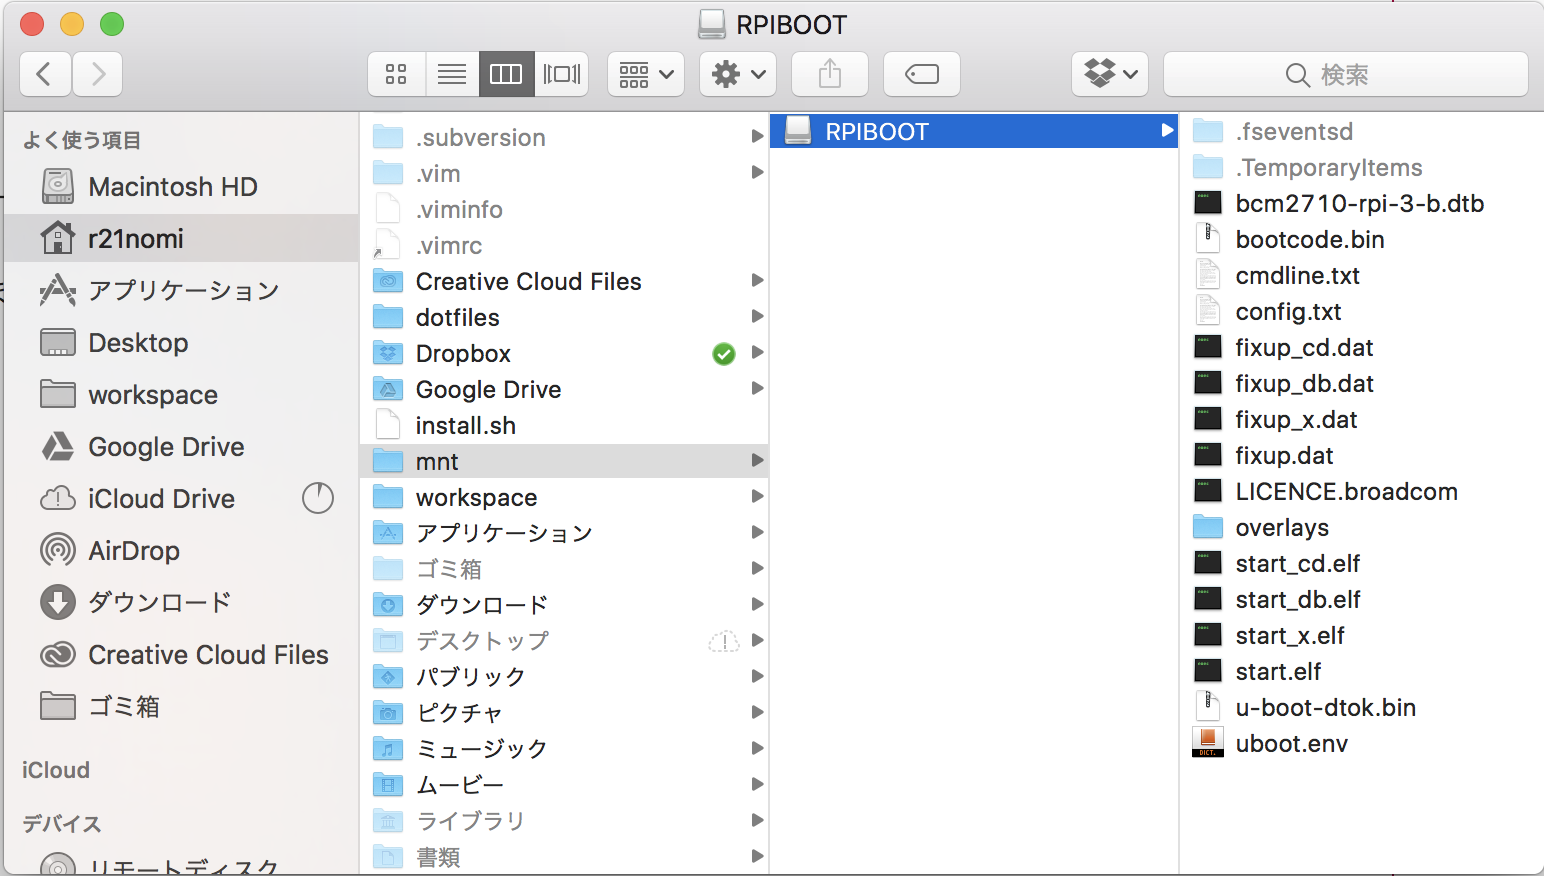 RPIBOOT
検索
よく使う項目
Macintosh HD
r21nomi
アプリケーション
Desktop
workspace
Google Drive
iCloud Drive
AirDrop
ダウンロード
Creative Cloud Files
ゴミ箱
iCloud
デバイス
リモートディスク
.subversion
.vim
.viminfo
.vimrc
Creative Cloud Files
dotfiles
Dropbox
Google Drive
install.sh
mnt
workspace
アプリケーション
ゴミ箱
ダウンロード
デスクトップ
パブリック
ピクチャ
ミュージック
ムービー
ライブラリ
書類
RPIBOOT
.fseventsd
.TemporaryItems
bcm2710-rpi-3-b.dtb
bootcode.bin
cmdline.txt
config.txt
fixup_cd.dat
fixup_db.dat
fixup_x.dat
fixup.dat
LICENCE.broadcom
overlays
start_cd.elf
start_db.elf
start_x.elf
start.elf
u-boot-dtok.bin
uboot.env